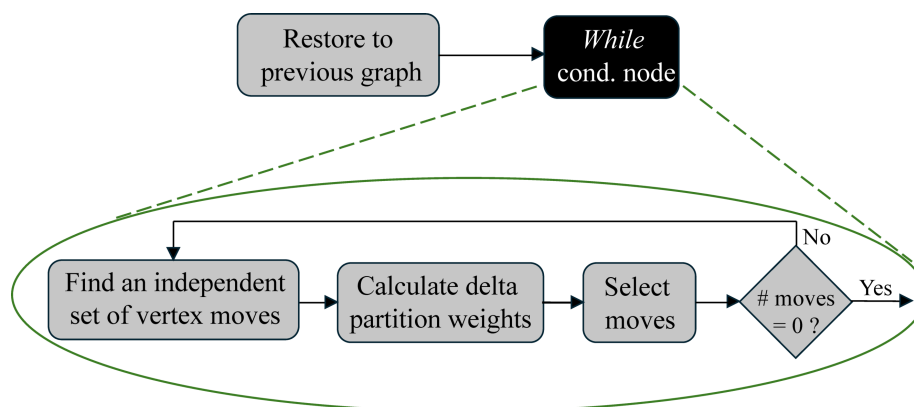 Restore to
previous graph
While
cond. node
No
Find an independent
set of vertex moves
Calculate delta
partition weights
Select
moves
# moves
= 0 ?
Yes